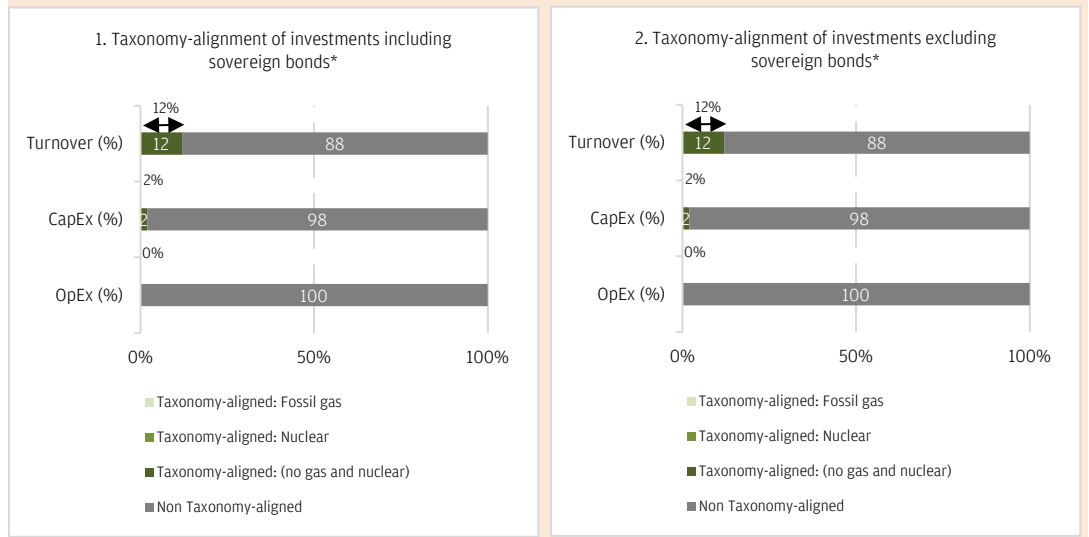 1. Taxonomy-alignment of investments including
sovereign bonds*
12%
Turnover (%)
12
88
2%
CapEx (%)
2
98
0%
OpEx (%)
100
0%
50%
100%
Taxonomy-aligned: Fossil gas
Taxonomy-aligned: Nuclear
Taxonomy-aligned: (no gas and nuclear)
Non Taxonomy-aligned
2. Taxonomy-alignment of investments excluding
sovereign bonds*
12%
Turnover (%)
12
88
2%
CapEx (%)
2
98
0%
OpEx (%)
100
0%
50%
100%
Taxonomy-aligned: Fossil gas
Taxonomy-aligned: Nuclear
Taxonomy-aligned: (no gas and nuclear)
Non Taxonomy-aligned